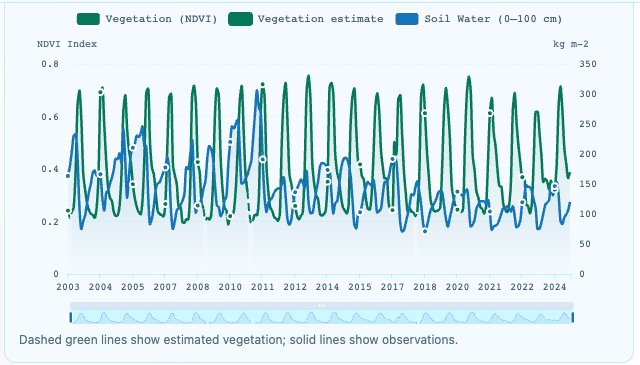 Vegetation (NDVI) Vegetation estimate Soil Water (0–100 cm)
NDVI Index kg m-2
0.8 350
300
0.6 250
200
0.4 150
100
0.2 50
0 0
2003 2004 2005 2007 2008 2009 2010 2011 2012 2014 2015 2016 2017 2018 2020 2021 2022 2024
Dashed green lines show estimated vegetation; solid lines show observations.